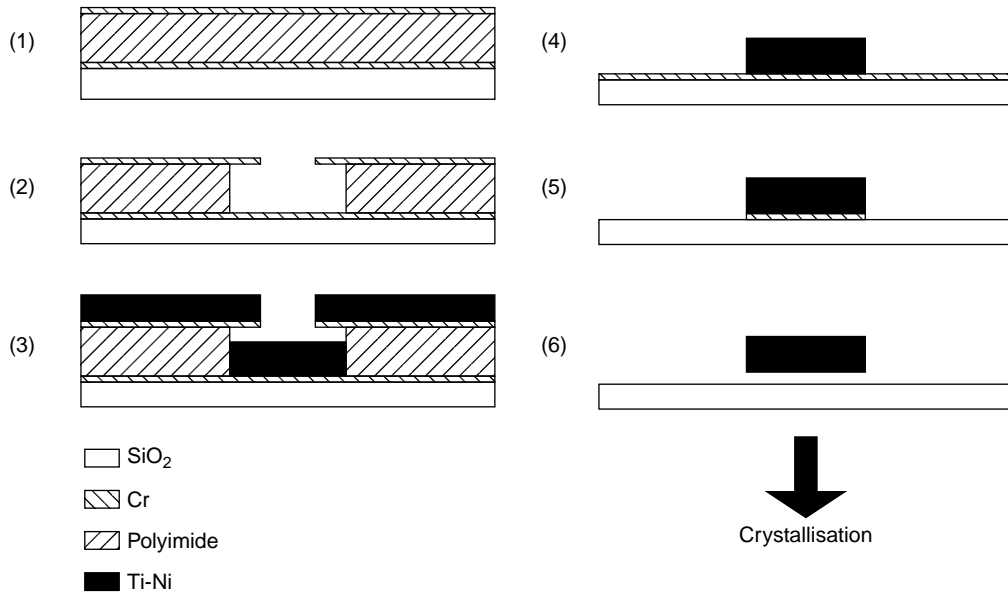 (1)
(2)
(3)
SiO₂
Cr
Polyimide
Ti-Ni
(4)
(5)
(6)
Crystallisation